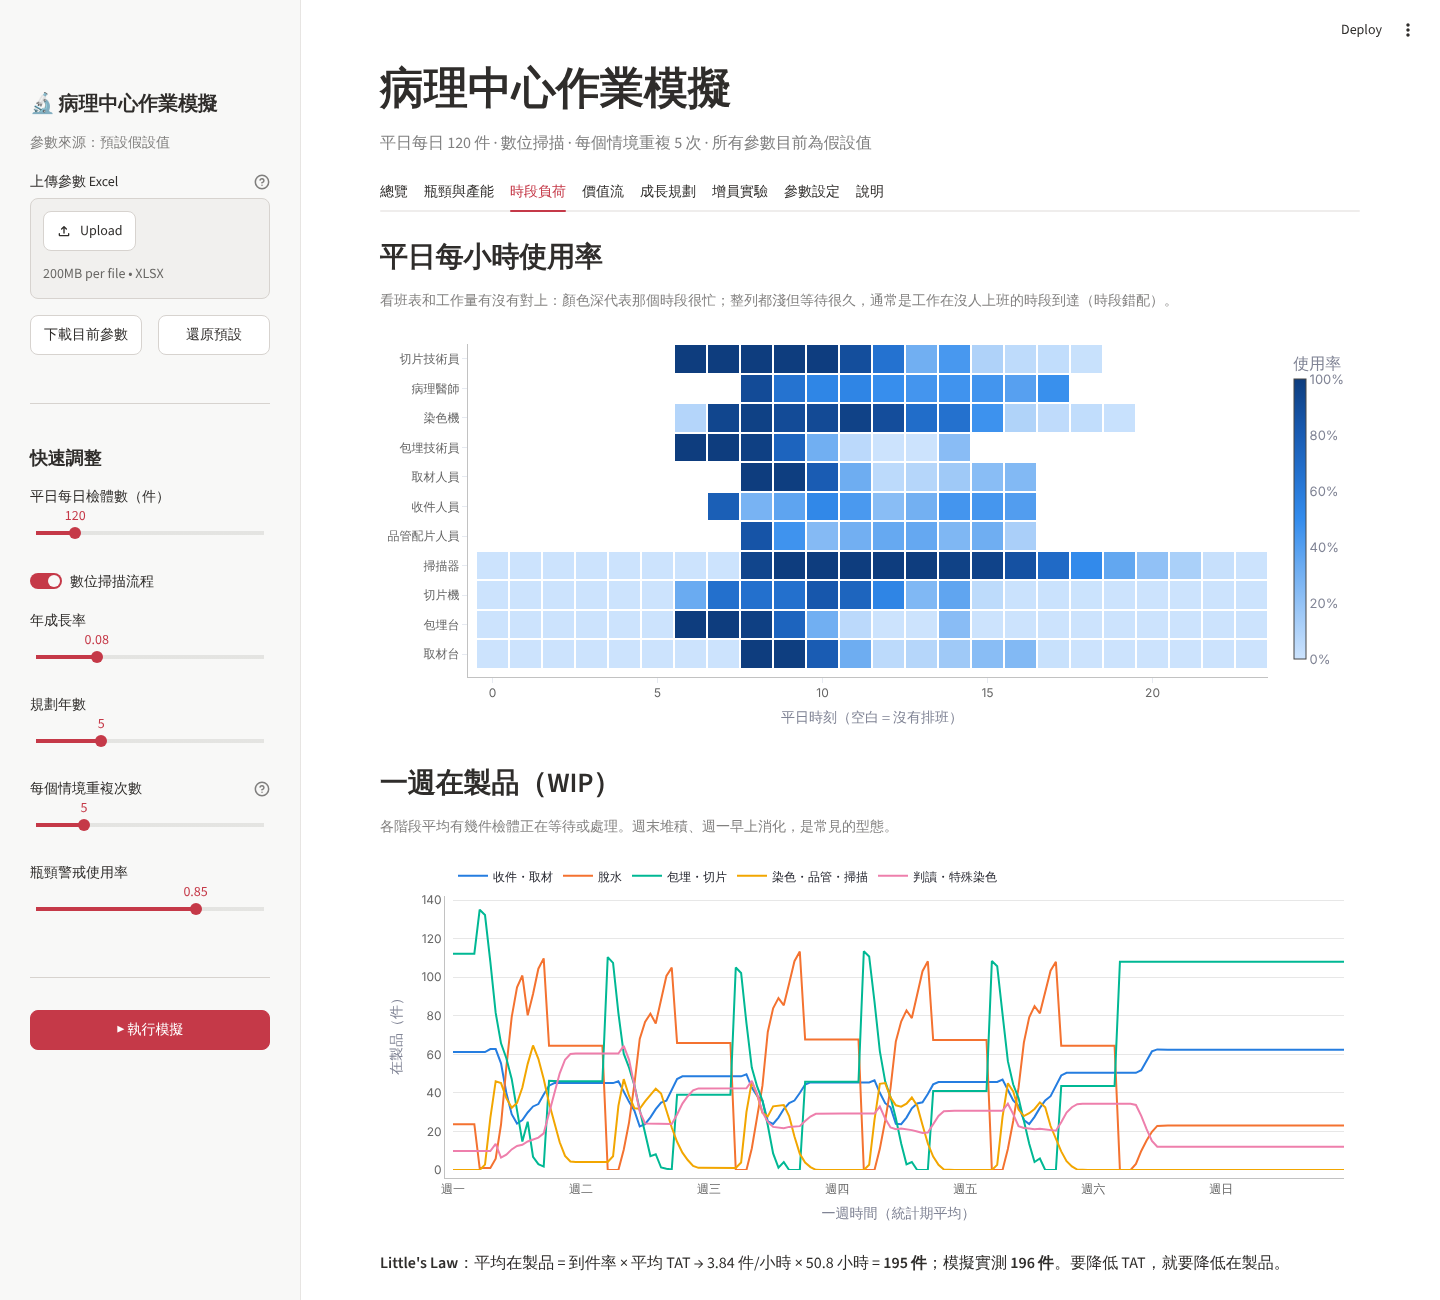 Deploy
🔬 病理中心作業模擬
參數來源：預設假設值
上傳參數 Excel
Upload
200MB per file • XLSX
下載目前參數
還原預設
快速調整
平日每日檢體數（件）
120
數位掃描流程
年成長率
0.08
規劃年數
5
每個情境重複次數
5
瓶頸警戒使用率
0.85
▸ 執行模擬
病理中心作業模擬
平日每日 120 件 · 數位掃描 · 每個情境重複 5 次 · 所有參數目前為假設值
總覽 瓶頸與產能 時段負荷 價值流 成長規劃 增員實驗 參數設定 說明
平日每小時使用率
看班表和工作量有沒有對上：顏色深代表那個時段很忙；整列都淺但等待很久，通常是工作在沒人上班的時段到達（時段錯配）。
切片技術員
病理醫師
染色機
包埋技術員
取材人員
收件人員
品管配片人員
掃描器
切片機
包埋台
取材台
0 5 10 15 20
平日時刻（空白＝沒有排班）
使用率
100%
80%
60%
40%
20%
0%
一週在製品（WIP）
各階段平均有幾件檢體正在等待或處理。週末堆積、週一早上消化，是常見的型態。
收件・取材 脫水 包埋・切片 染色・品管・掃描 判讀・特殊染色
140
120
100
80
60
40
20
0
在製品（件）
週一 週二 週三 週四 週五 週六 週日
一週時間（統計期平均）
Little's Law：平均在製品 = 到件率 × 平均 TAT → 3.84 件/小時 × 50.8 小時 = 195 件；模擬實測 196 件。要降低 TAT，就要降低在製品。